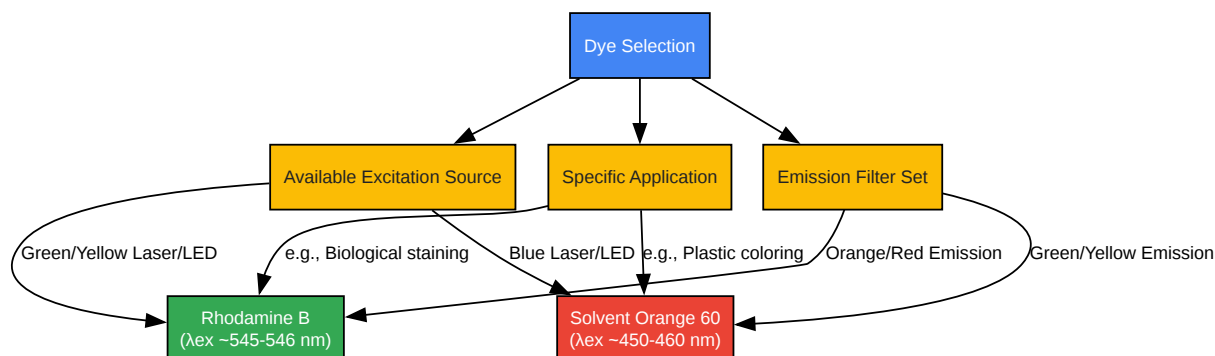 Dye Selection
Available Excitation Source
Specific Application
Emission Filter Set
Green/Yellow Laser/LED
e.g., Biological staining
Blue Laser/LED
e.g., Plastic coloring
Orange/Red Emission
Green/Yellow Emission
Rhodamine B
(λex ~545-546 nm)
Solvent Orange 60
(λex ~450-460 nm)